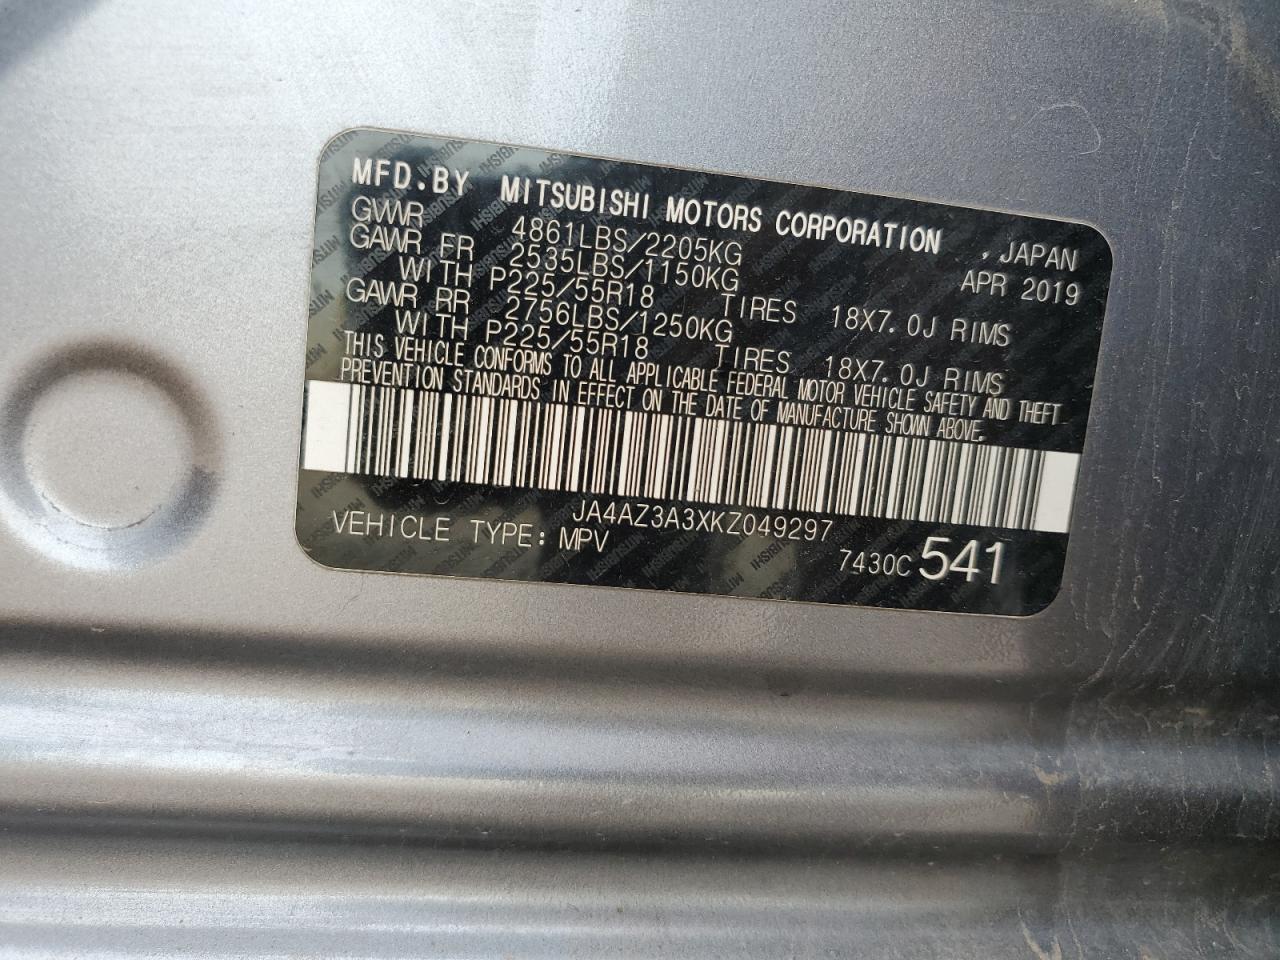 MFD.BY MITSUBISHI MOTORS CORPORATION , JAPAN
GVWR 4861LBS/2205KG APR 2019
GAWR FR 2535LBS/1150KG
WITH P225/55R18 TIRES 18X7.0J RIMS
GAWR RR 2756LBS/1250KG
WITH P225/55R18 TIRES 18X7.0J RIMS
THIS VEHICLE CONFORMS TO ALL APPLICABLE FEDERAL MOTOR VEHICLE SAFETY AND THEFT
PREVENTION STANDARDS IN EFFECT ON THE DATE OF MANUFACTURE SHOWN ABOVE.
JA4AZ3A3XKZ049297
VEHICLE TYPE: MPV 7430C 541